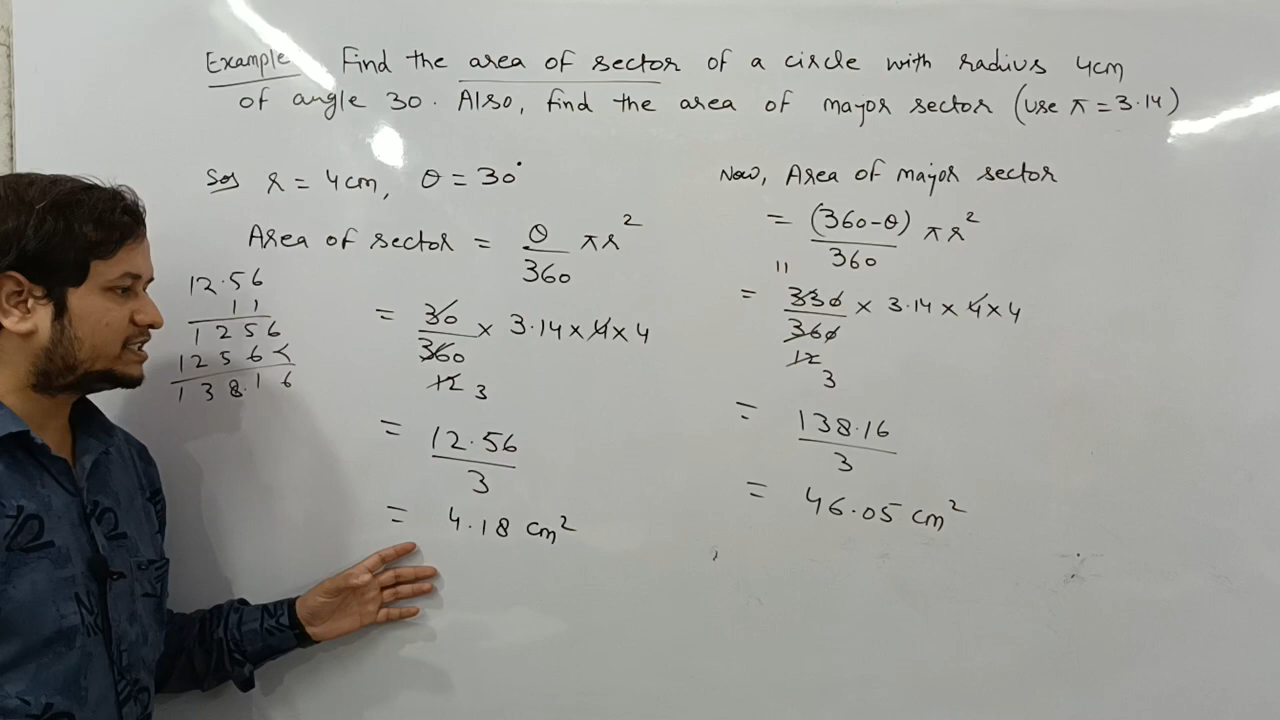 Example Find the area of sector of a circle with radius 4cm
of angle 30. Also, find the area of major sector (use π = 3.14)
Sol r = 4cm, θ = 30°
Area of sector = θ/360 πr²
= 30/360 × 3.14 × 4 × 4
12 3
= 12.56/3
= 4.18 cm²
12.56
11
1256
1256×
138.16
Now, Area of major sector
= (360-θ)/360 πr²
11
= 330/360 × 3.14 × 4 × 4
12
3
= 138.16/3
= 46.05 cm²